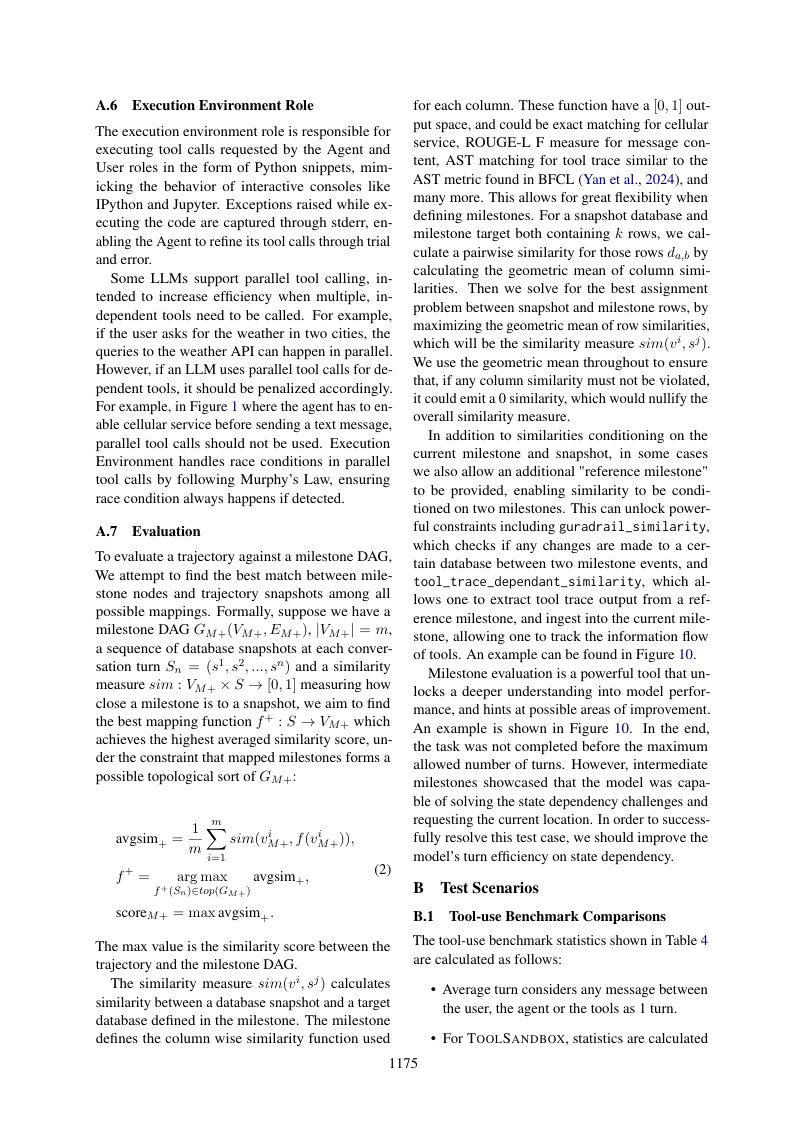 A.6 Execution Environment Role
The execution environment role is responsible for
executing tool calls requested by the Agent and
User roles in the form of Python snippets, mim-
icking the behavior of interactive consoles like
IPython and Jupyter. Exceptions raised while ex-
ecuting the code are captured through stderr, en-
abling the Agent to refine its tool calls through trial
and error.
Some LLMs support parallel tool calling, in-
tended to increase efficiency when multiple, in-
dependent tools need to be called. For example,
if the user asks for the weather in two cities, the
queries to the weather API can happen in parallel.
However, if an LLM uses parallel tool calls for de-
pendent tools, it should be penalized accordingly.
For example, in Figure 1 where the agent has to en-
able cellular service before sending a text message,
parallel tool calls should not be used. Execution
Environment handles race conditions in parallel
tool calls by following Murphy's Law, ensuring
race condition always happens if detected.
A.7 Evaluation
To evaluate a trajectory against a milestone DAG,
We attempt to find the best match between mile-
stone nodes and trajectory snapshots among all
possible mappings. Formally, suppose we have a
milestone DAG G_{M+}(V_{M+}, E_{M+}), |V_{M+}| = m,
a sequence of database snapshots at each conver-
sation turn S_n = (s^1, s^2, ..., s^n) and a similarity
measure sim : V_{M+} × S → [0, 1] measuring how
close a milestone is to a snapshot, we aim to find
the best mapping function f^+ : S → V_{M+} which
achieves the highest averaged similarity score, un-
der the constraint that mapped milestones forms a
possible topological sort of G_{M+}:
avgsim_+ = \frac{1}{m} \sum_{i=1}^{m} sim(v^i_{M+}, f(v^i_{M+})),
f^+ = \arg\max_{f^+(S_n)∈top(G_{M+})} avgsim_+, (2)
score_{M+} = max avgsim_+.
The max value is the similarity score between the
trajectory and the milestone DAG.
The similarity measure sim(v^i, s^j) calculates
similarity between a database snapshot and a target
database defined in the milestone. The milestone
defines the column wise similarity function used
for each column. These function have a [0, 1] out-
put space, and could be exact matching for cellular
service, ROUGE-L F measure for message con-
tent, AST matching for tool trace similar to the
AST metric found in BFCL (Yan et al., 2024), and
many more. This allows for great flexibility when
defining milestones. For a snapshot database and
milestone target both containing k rows, we cal-
culate a pairwise similarity for those rows d_{a,b} by
calculating the geometric mean of column simi-
larities. Then we solve for the best assignment
problem between snapshot and milestone rows, by
maximizing the geometric mean of row similarities,
which will be the similarity measure sim(v^i, s^j).
We use the geometric mean throughout to ensure
that, if any column similarity must not be violated,
it could emit a 0 similarity, which would nullify the
overall similarity measure.
In addition to similarities conditioning on the
current milestone and snapshot, in some cases
we also allow an additional "reference milestone"
to be provided, enabling similarity to be condi-
tioned on two milestones. This can unlock power-
ful constraints including guradrail_similarity,
which checks if any changes are made to a cer-
tain database between two milestone events, and
tool_trace_dependant_similarity, which al-
lows one to extract tool trace output from a ref-
erence milestone, and ingest into the current mile-
stone, allowing one to track the information flow
of tools. An example can be found in Figure 10.
Milestone evaluation is a powerful tool that un-
locks a deeper understanding into model perfor-
mance, and hints at possible areas of improvement.
An example is shown in Figure 10. In the end,
the task was not completed before the maximum
allowed number of turns. However, intermediate
milestones showcased that the model was capa-
ble of solving the state dependency challenges and
requesting the current location. In order to success-
fully resolve this test case, we should improve the
model's turn efficiency on state dependency.
B Test Scenarios
B.1 Tool-use Benchmark Comparisons
The tool-use benchmark statistics shown in Table 4
are calculated as follows:
• Average turn considers any message between
the user, the agent or the tools as 1 turn.
• For TOOLSANDBOX, statistics are calculated
1175